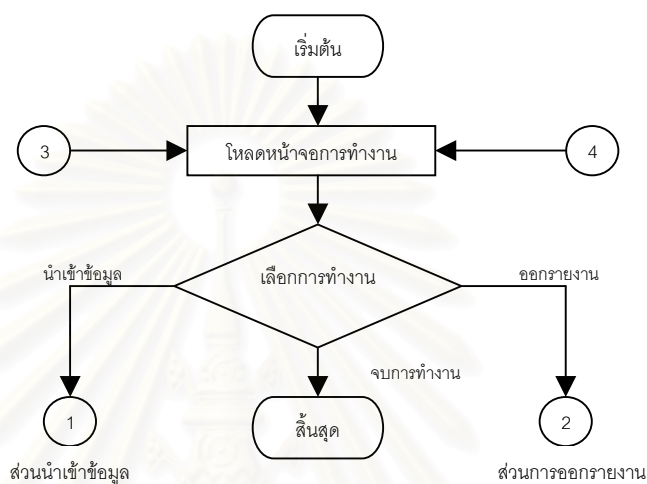 เริ่มต้น
3
โหลดหน้าจอการทำงาน
4
เลือกการทำงาน
นำเข้าข้อมูล
ออกรายงาน
จบการทำงาน
1
สิ้นสุด
2
ส่วนนำเข้าข้อมูล
ส่วนการออกรายงาน